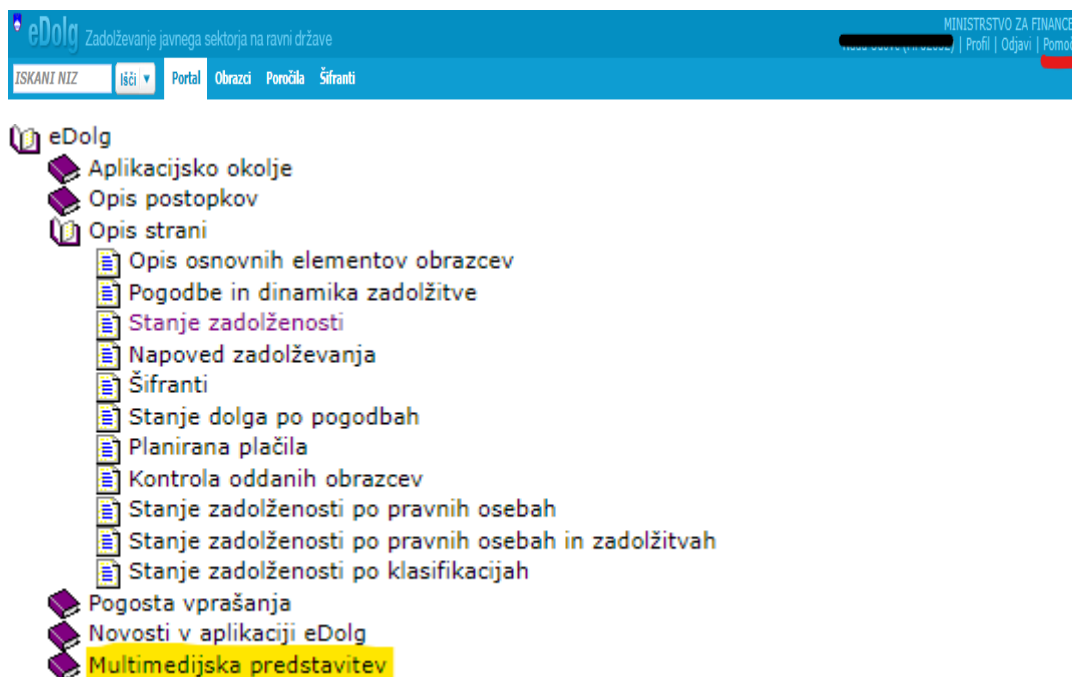 eDolg Zadolževanje javnega sektorja na ravni države
MINISTRSTVO ZA FINANCE
| Profil | Odjavi | Pomoč
ISKANI NIZ Išči Portal Obrazci Poročila Šifranti
eDolg
Aplikacijsko okolje
Opis postopkov
Opis strani
Opis osnovnih elementov obrazcev
Pogodbe in dinamika zadolžitve
Stanje zadolženosti
Napoved zadolževanja
Šifranti
Stanje dolga po pogodbah
Planirana plačila
Kontrola oddanih obrazcev
Stanje zadolženosti po pravnih osebah
Stanje zadolženosti po pravnih osebah in zadolžitvah
Stanje zadolženosti po klasifikacijah
Pogosta vprašanja
Novosti v aplikaciji eDolg
Multimedijska predstavitev